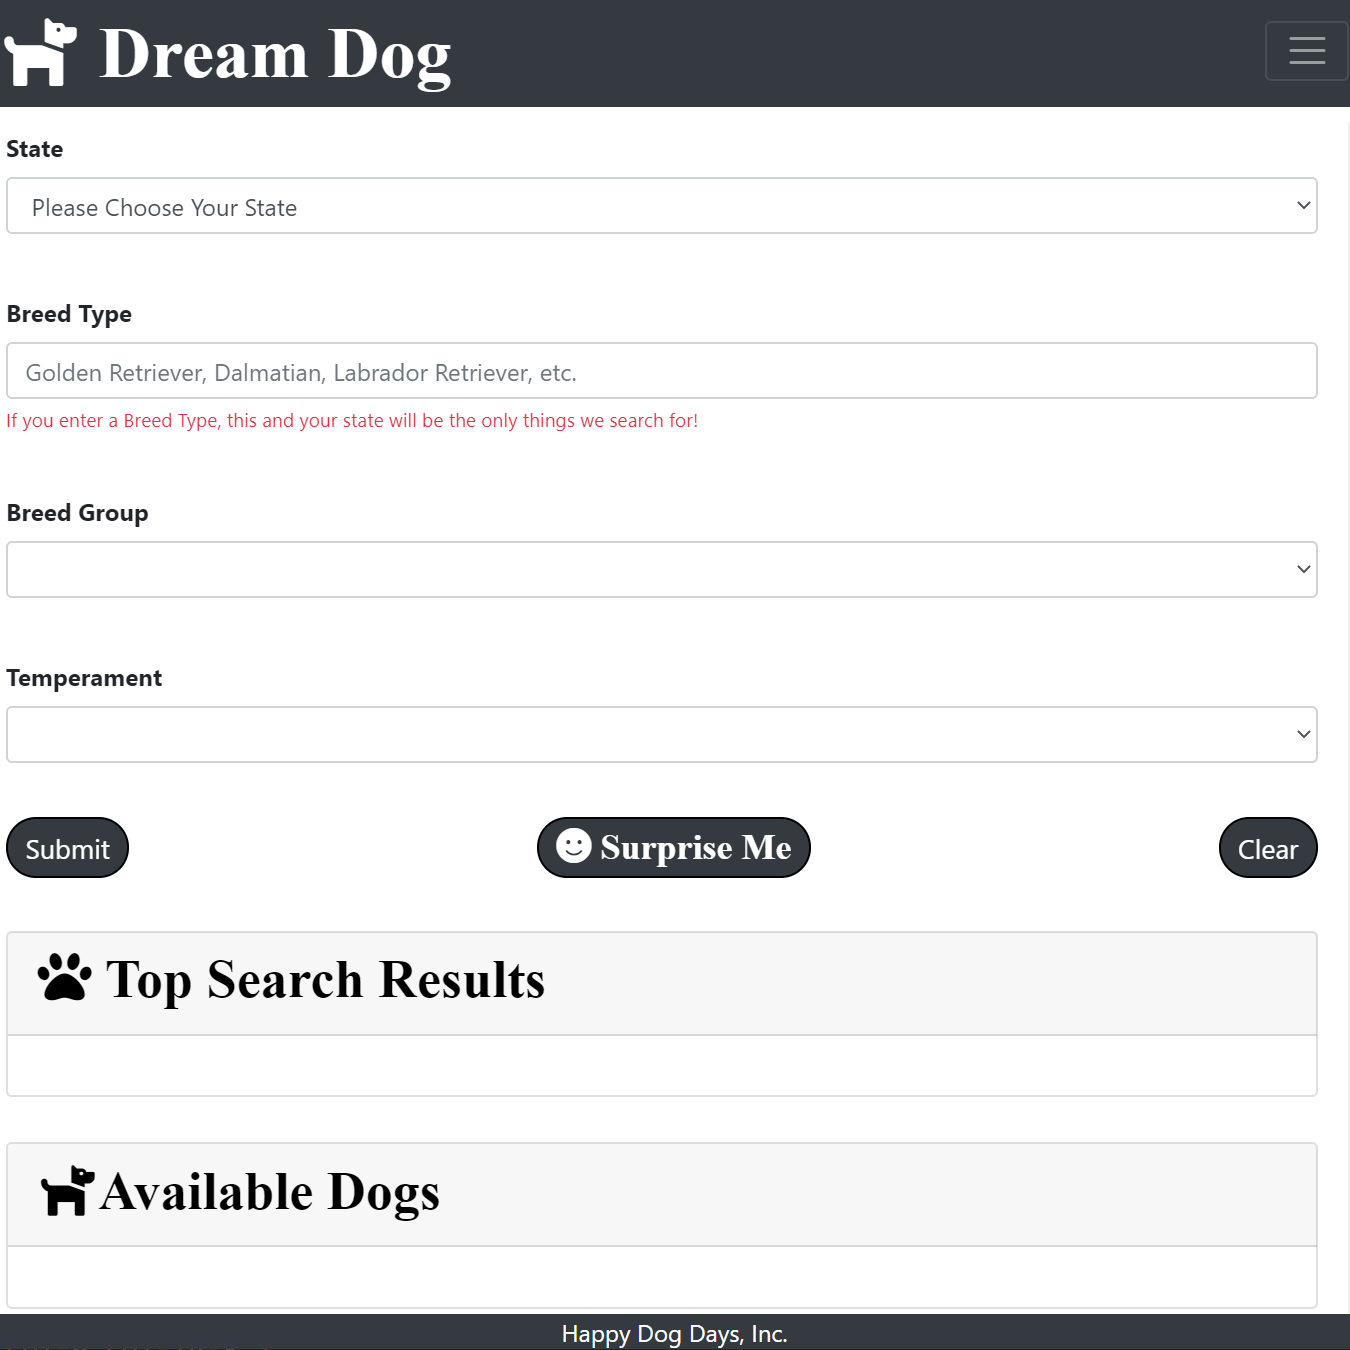 Dream Dog
State
Please Choose Your State
Breed Type
Golden Retriever, Dalmatian, Labrador Retriever, etc.
If you enter a Breed Type, this and your state will be the only things we search for!
Breed Group
Temperament
Submit
Surprise Me
Clear
Top Search Results
Available Dogs
Happy Dog Days, Inc.